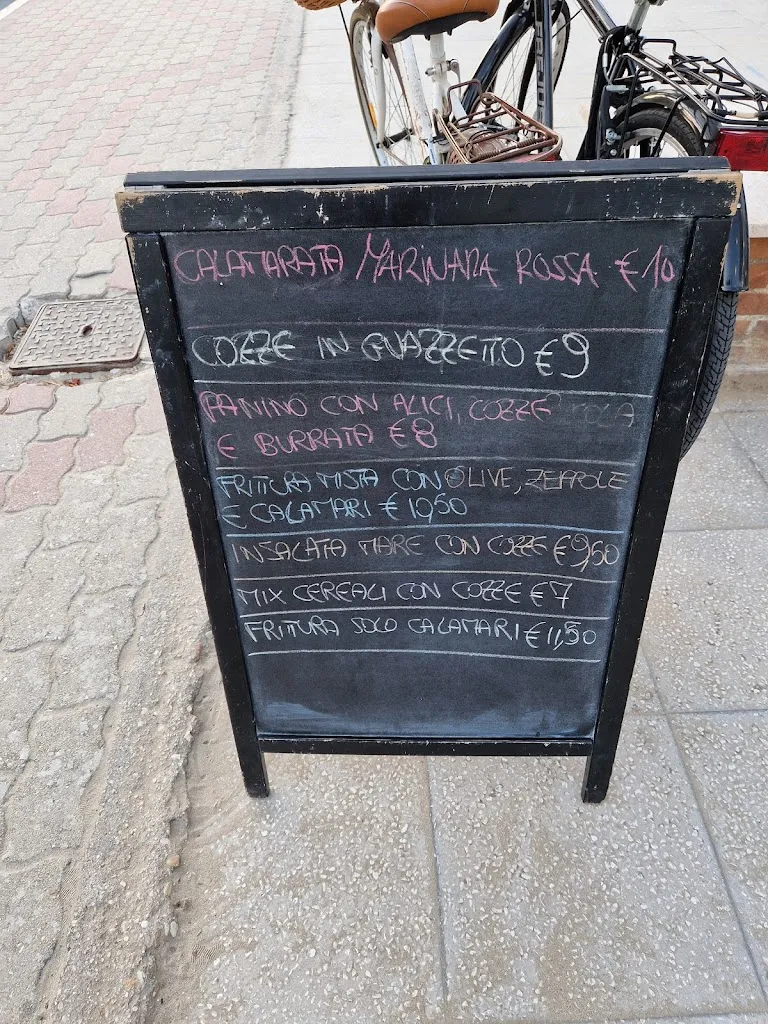 CALAMARATA MARINARA ROSSA €10
COZZE IN GUAZZETTO €9
PANINO CON ALICI, COZZE
E BURRATA €8
FRITTURA MISTA CON OLIVE, ZEPPOLE
E CALAMARI €10,50
INSALATA MARE CON COZZE €9,60
MIX CEREALI CON COZZE €7
FRITTURA SOLO CALAMARI €11,50